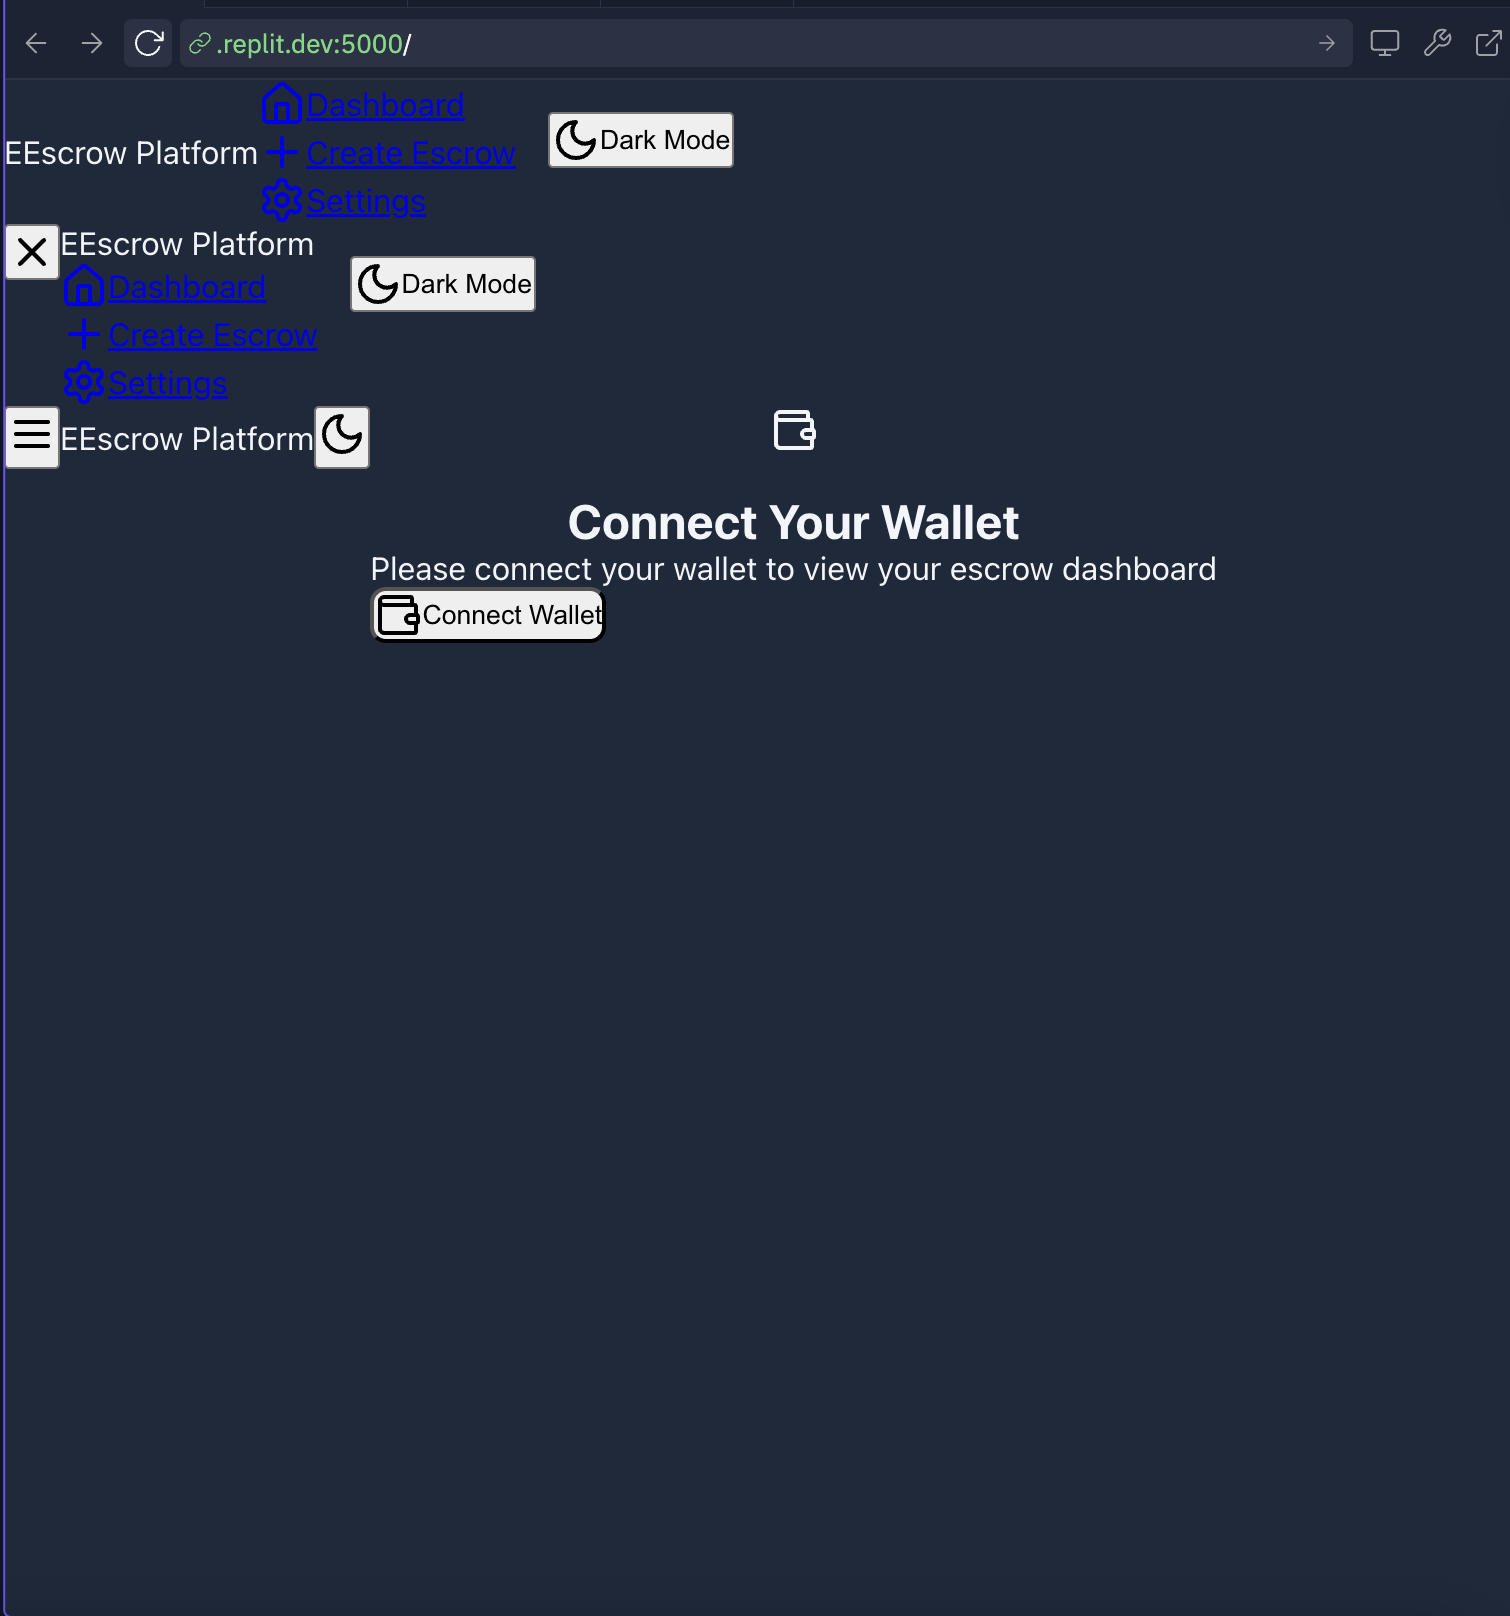 .replit.dev:5000/
Dashboard
EEscrow Platform
Create Escrow
Dark Mode
Settings
EEscrow Platform
Dashboard
Dark Mode
Create Escrow
Settings
EEscrow Platform
Connect Your Wallet
Please connect your wallet to view your escrow dashboard
Connect Wallet